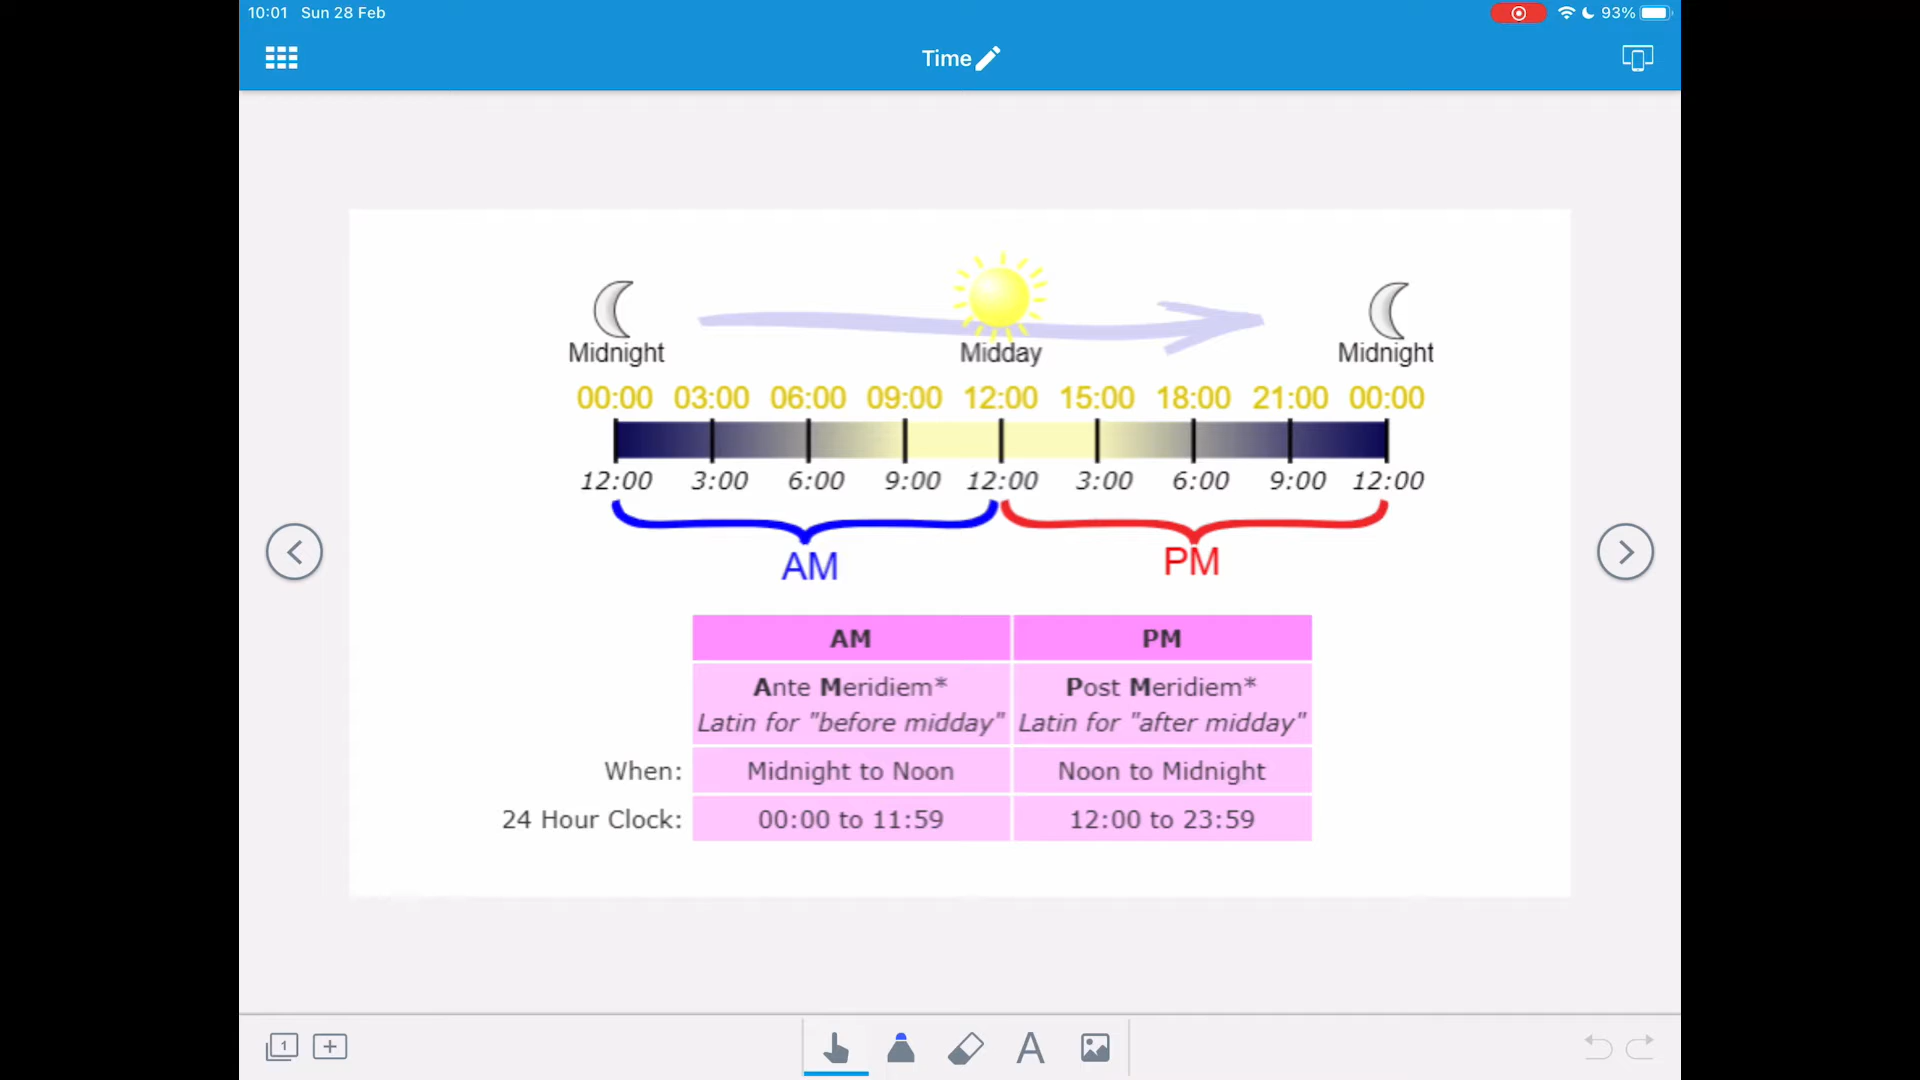 10:01 Sun 28 Feb
93%
Time
Midnight Midday Midnight
00:00 03:00 06:00 09:00 12:00 15:00 18:00 21:00 00:00
12:00 3:00 6:00 9:00 12:00 3:00 6:00 9:00 12:00
AM PM
AM PM
Ante Meridiem* Post Meridiem*
Latin for "before midday" Latin for "after midday"
When: Midnight to Noon Noon to Midnight
24 Hour Clock: 00:00 to 11:59 12:00 to 23:59
1
A